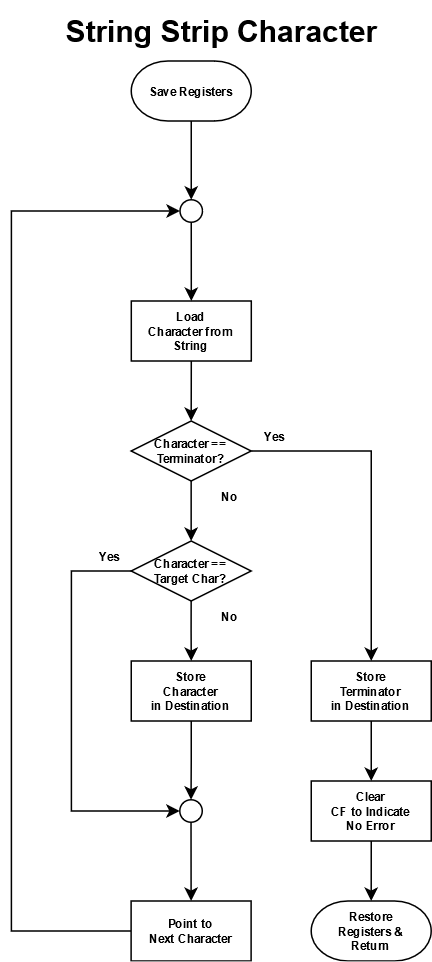 String Strip Character
Save Registers
Load
Character from
String
Character ==
Terminator?
Yes
No
Character ==
Target Char?
Yes
No
Store
Character
in Destination
Store
Terminator
in Destination
Clear
CF to Indicate
No Error
Point to
Next Character
Restore
Registers &
Return